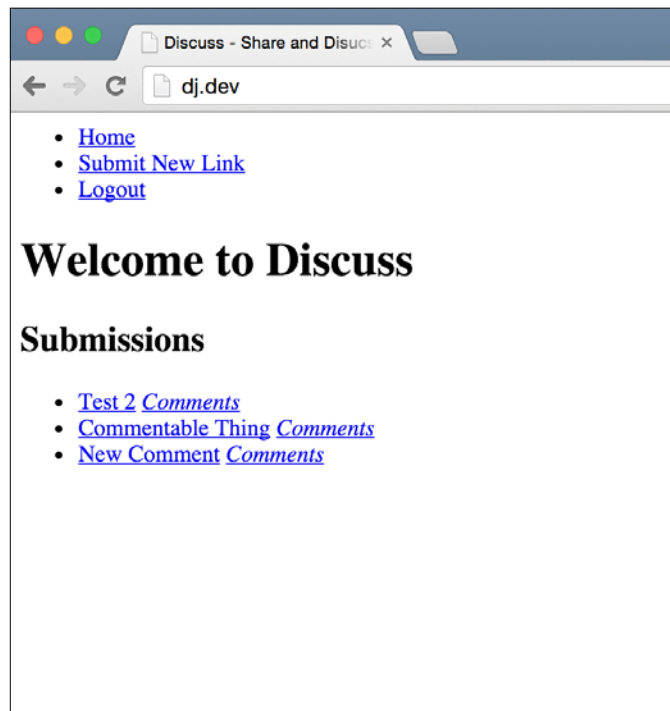 Discuss - Share and Disucs
dj.dev
Home
Submit New Link
Logout
Welcome to Discuss
Submissions
Test 2 Comments
Commentable Thing Comments
New Comment Comments